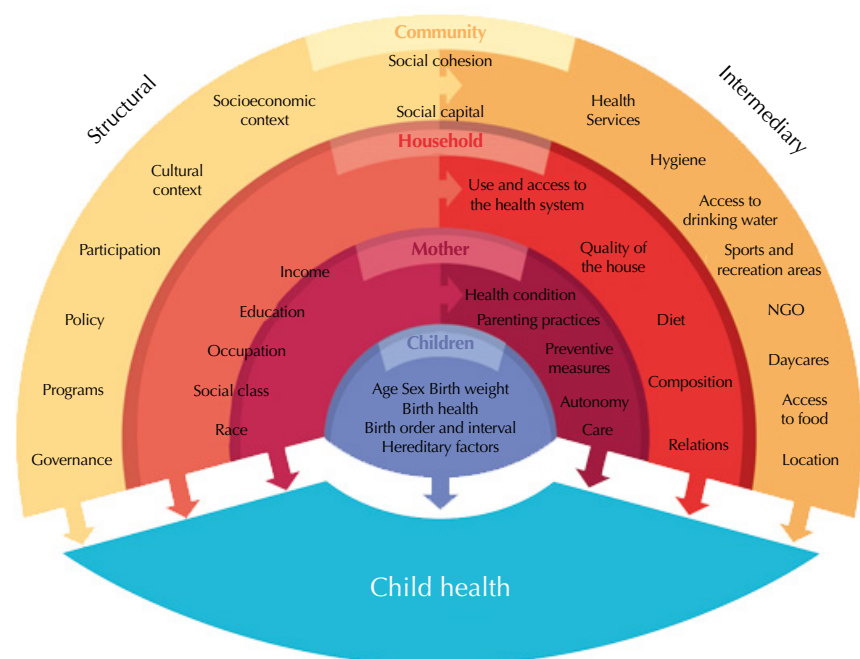 Community
Social cohesion
Social capital
Structural
Socioeconomic
context
Cultural
context
Participation
Policy
Programs
Governance
Intermediary
Health
Services
Hygiene
Access to
drinking water
Sports and
recreation areas
NGO
Daycares
Access
to food
Location
Household
Use and access to
the health system
Quality of
the house
Diet
Composition
Relations
Mother
Income
Education
Occupation
Social class
Race
Health condition
Parenting practices
Preventive
measures
Autonomy
Care
Children
Age Sex Birth weight
Birth health
Birth order and interval
Hereditary factors
Child health